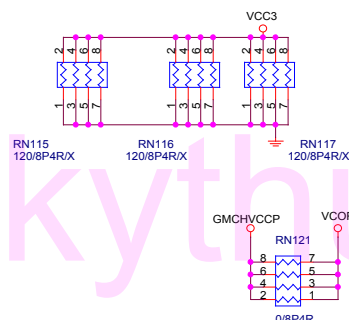 VCC3
2 4 6 8
2 4 6 8
2 4 6 8
1 3 5 7
1 3 5 7
1 3 5 7
RN115
120/8P4R/X
RN116
120/8P4R/X
RN117
120/8P4R/X
kythu
GMCHVCCP
RN121
8 7
6 5
4 3
2 1
0/8P4R